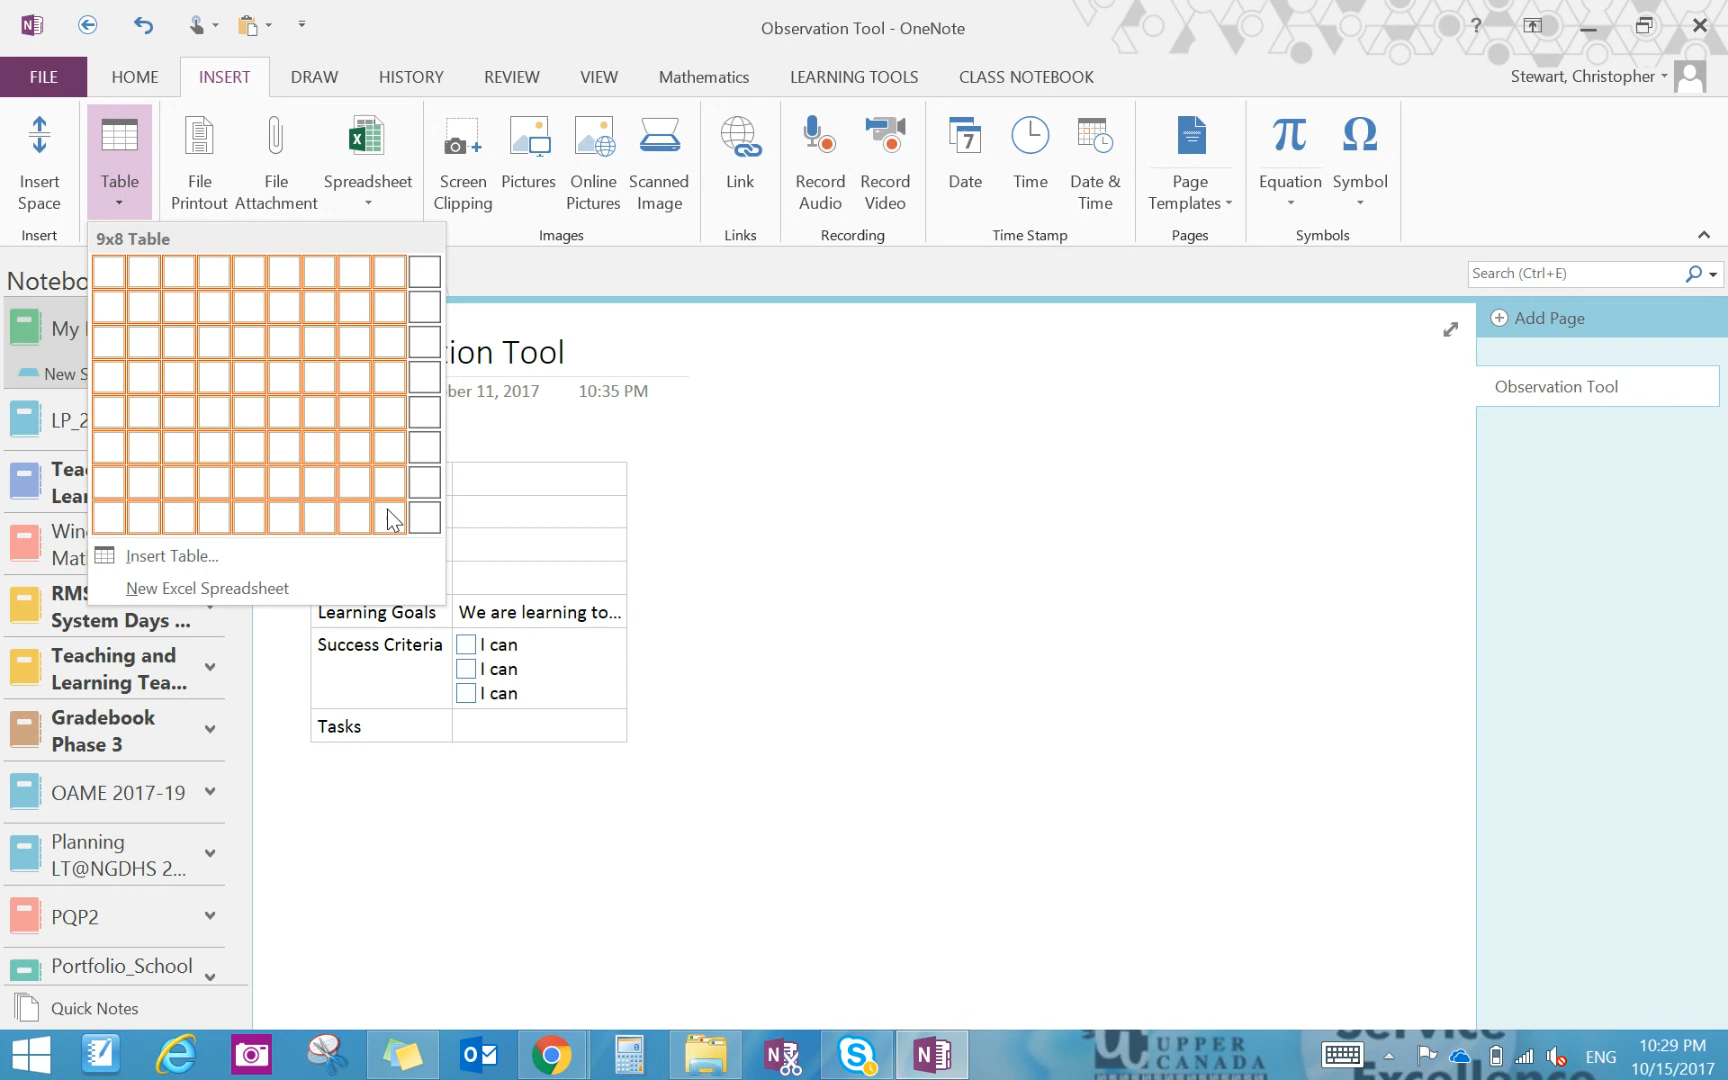 Observation Tool - OneNote
?
FILE
HOME
INSERT
DRAW
HISTORY
REVIEW
VIEW
Mathematics
LEARNING TOOLS
CLASS NOTEBOOK
Stewart, Christopher
Insert
Space
Table
File
Printout
File
Attachment
Spreadsheet
Screen
Clipping
Pictures
Online
Pictures
Scanned
Image
Link
Record
Audio
Record
Video
7
Date
Time
Date &
Time
Page
Templates
π
Equation
Ω
Symbol
Insert
Images
Links
Recording
Time Stamp
Pages
Symbols
9x8 Table
Insert Table...
New Excel Spreadsheet
Notebo
My
New S
LP_2
Tea
Lear
Win
Mat
RMS
System Days ...
Teaching and
Learning Tea...
Gradebook
Phase 3
OAME 2017-19
Planning
LT@NGDHS 2...
PQP2
Portfolio_School
Quick Notes
Search (Ctrl+E)
Add Page
Observation Tool
ion Tool
ber 11, 2017
10:35 PM
Learning Goals
We are learning to...
Success Criteria
I can
I can
I can
Tasks
UPPER
CANADA
ENG
10:29 PM
10/15/2017